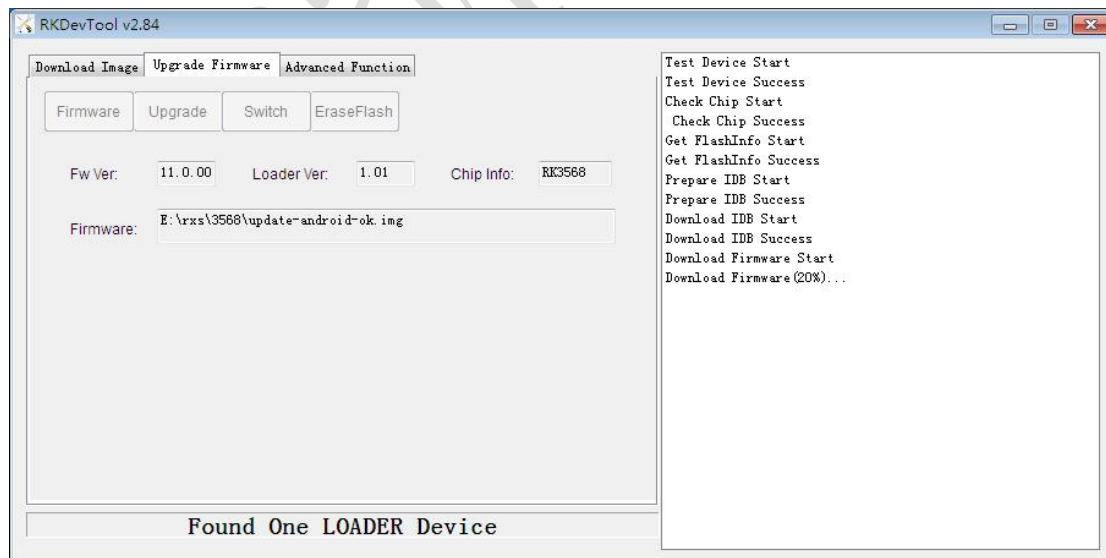 RKDevTool v2.84
Download Image Upgrade Firmware Advanced Function
Firmware Upgrade Switch EraseFlash
Fw Ver: 11.0.00 Loader Ver: 1.01 Chip Info: RK3568
Firmware: E:\rxs\3568\update-android-ok.img
Found One LOADER Device
Test Device Start
Test Device Success
Check Chip Start
Check Chip Success
Get FlashInfo Start
Get FlashInfo Success
Prepare IDB Start
Prepare IDB Success
Download IDB Start
Download IDB Success
Download Firmware Start
Download Firmware(20%)...